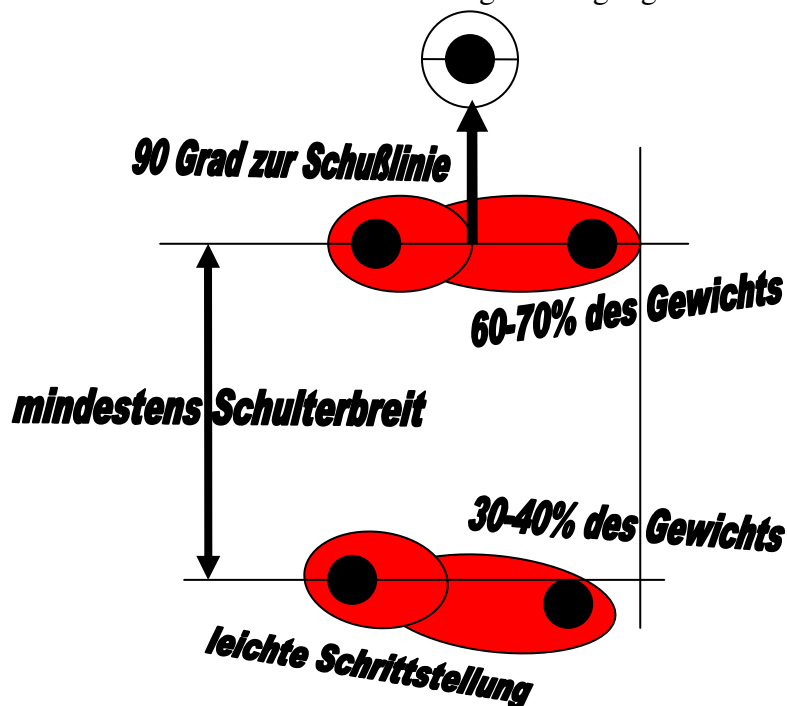 90 Grad zur Schußlinie
60-70% des Gewichts
mindestens Schulterbreit
30-40% des Gewichts
leichte Schrittstellung